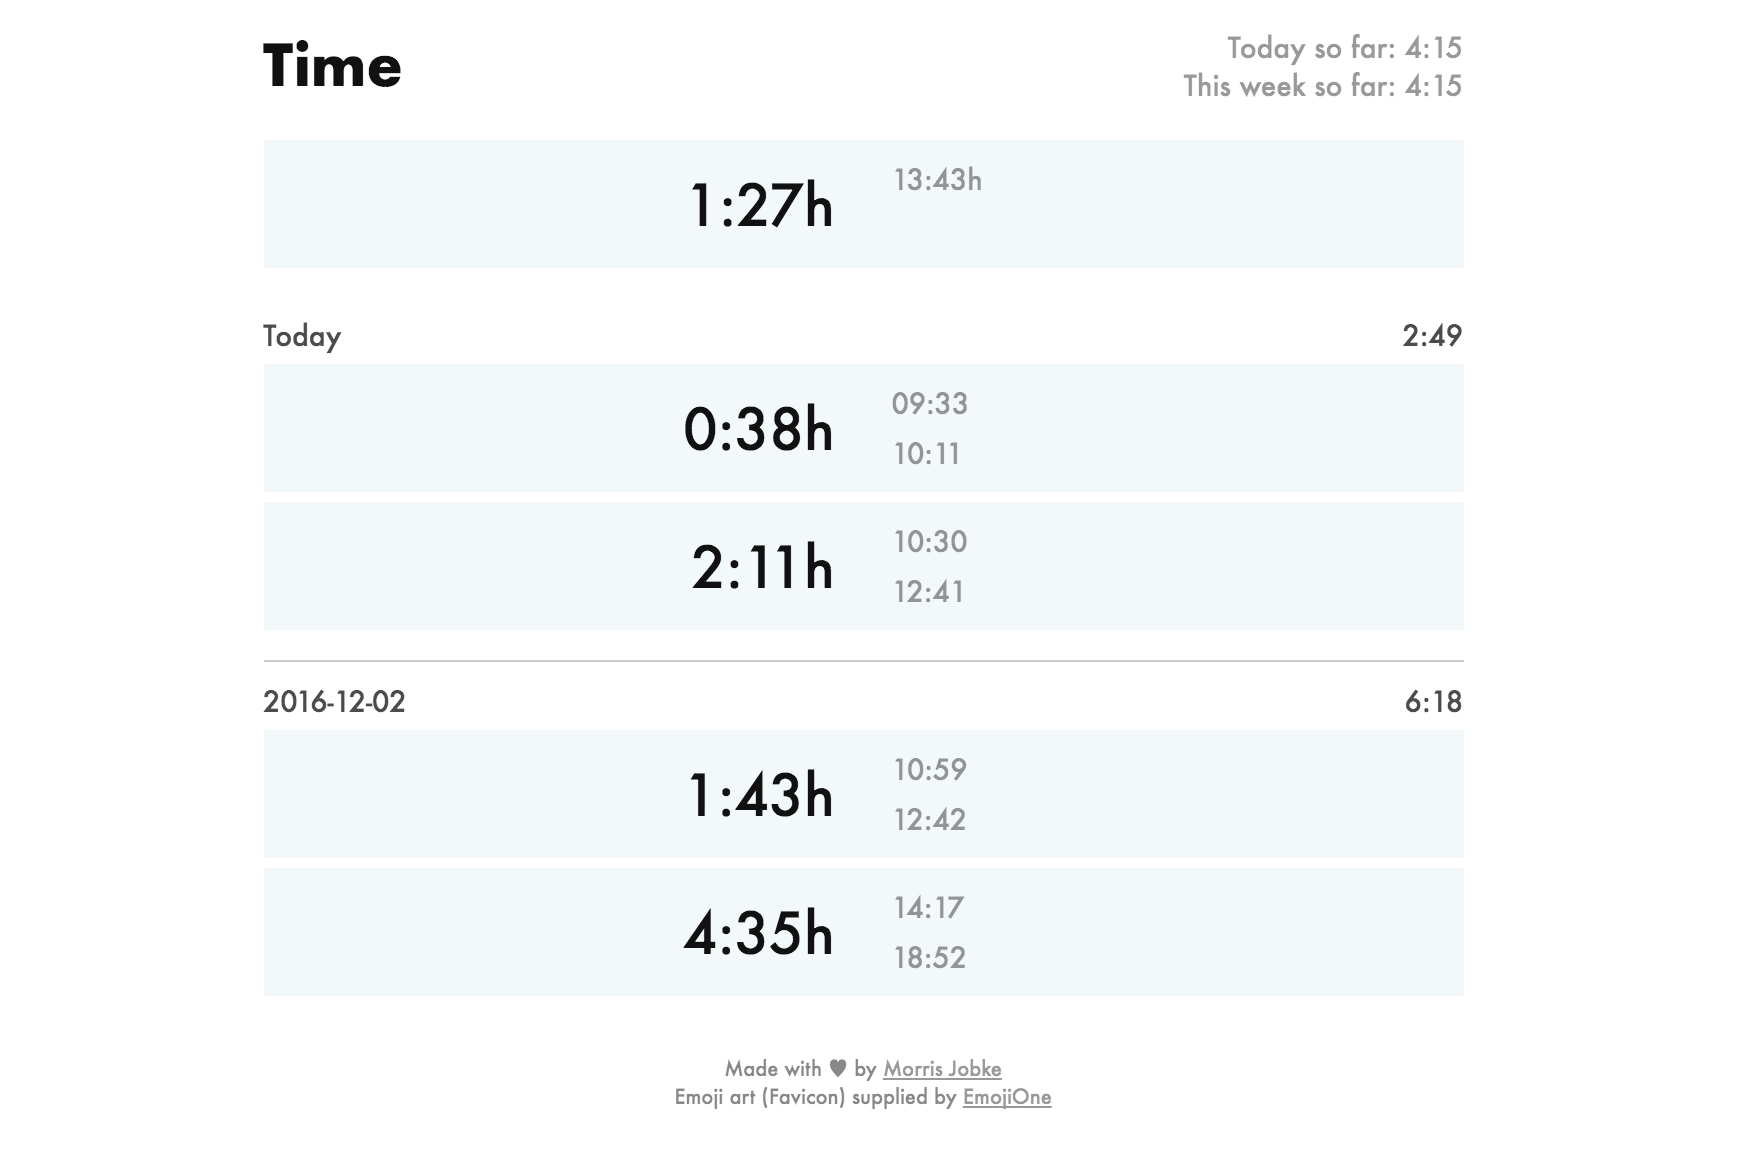 Time
Today so far: 4:15
This week so far: 4:15
1:27h
13:43h
Today
2:49
0:38h
09:33
10:11
2:11h
10:30
12:41
2016-12-02
6:18
1:43h
10:59
12:42
4:35h
14:17
18:52
Made with ♥ by Morris Jobke
Emoji art (Favicon) supplied by EmojiOne